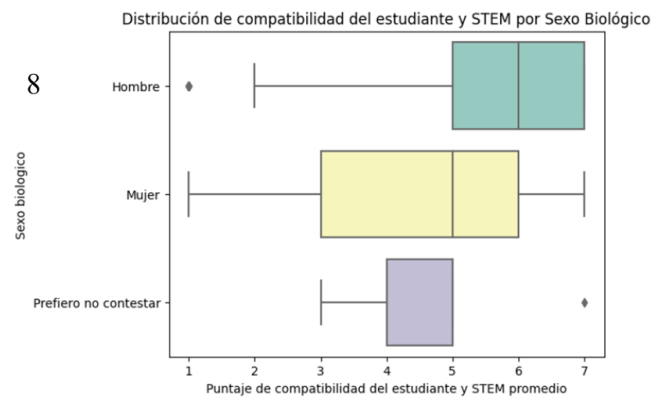 Distribución de compatibilidad del estudiante y STEM por Sexo Biológico
8
Hombre
Sexo biologico
Mujer
Prefiero no contestar
1 2 3 4 5 6 7
Puntaje de compatibilidad del estudiante y STEM promedio